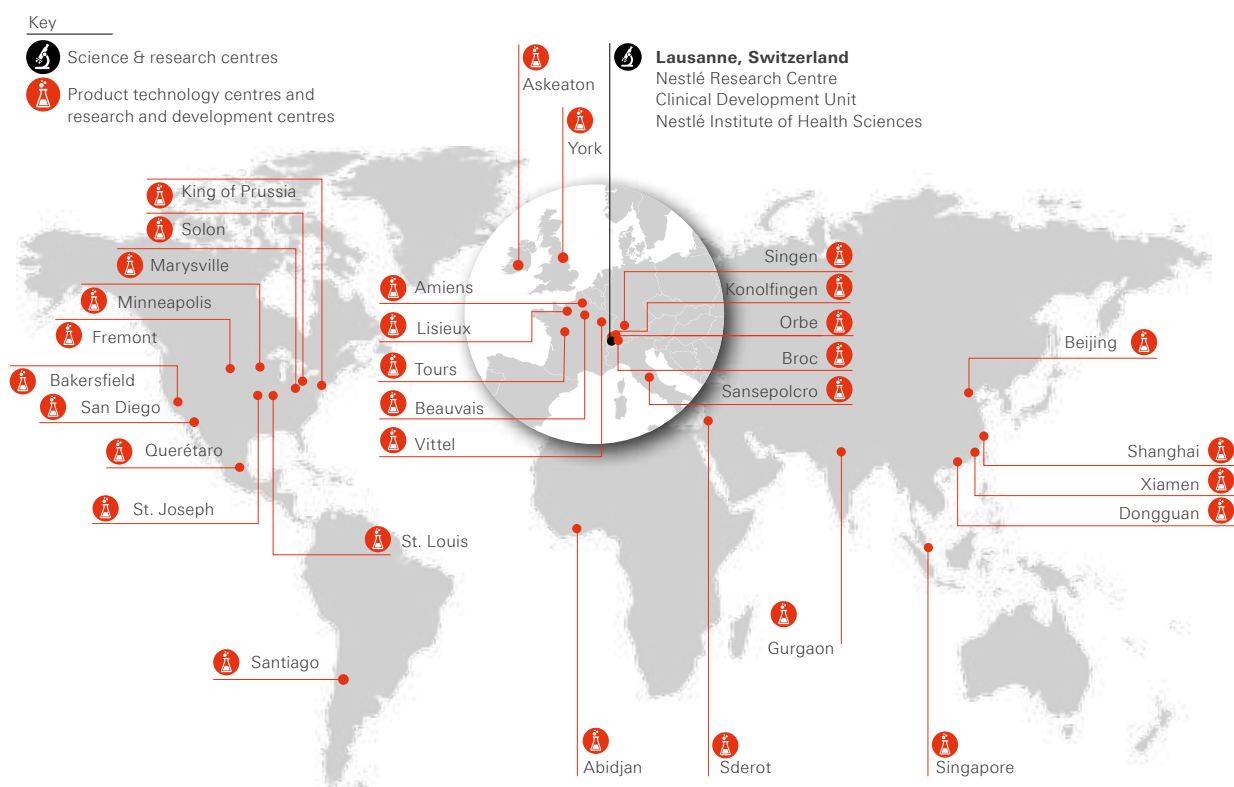 Key
Science & research centres
Product technology centres and
research and development centres
Askeaton
York
Lausanne, Switzerland
Nestlé Research Centre
Clinical Development Unit
Nestlé Institute of Health Sciences
King of Prussia
Solon
Marysville
Minneapolis
Fremont
Bakersfield
San Diego
Querétaro
St. Joseph
St. Louis
Santiago
Amiens
Lisieux
Tours
Beauvais
Vittel
Singen
Konolfingen
Orbe
Broc
Sansepolcro
Beijing
Shanghai
Xiamen
Dongguan
Gurgaon
Abidjan
Sderot
Singapore